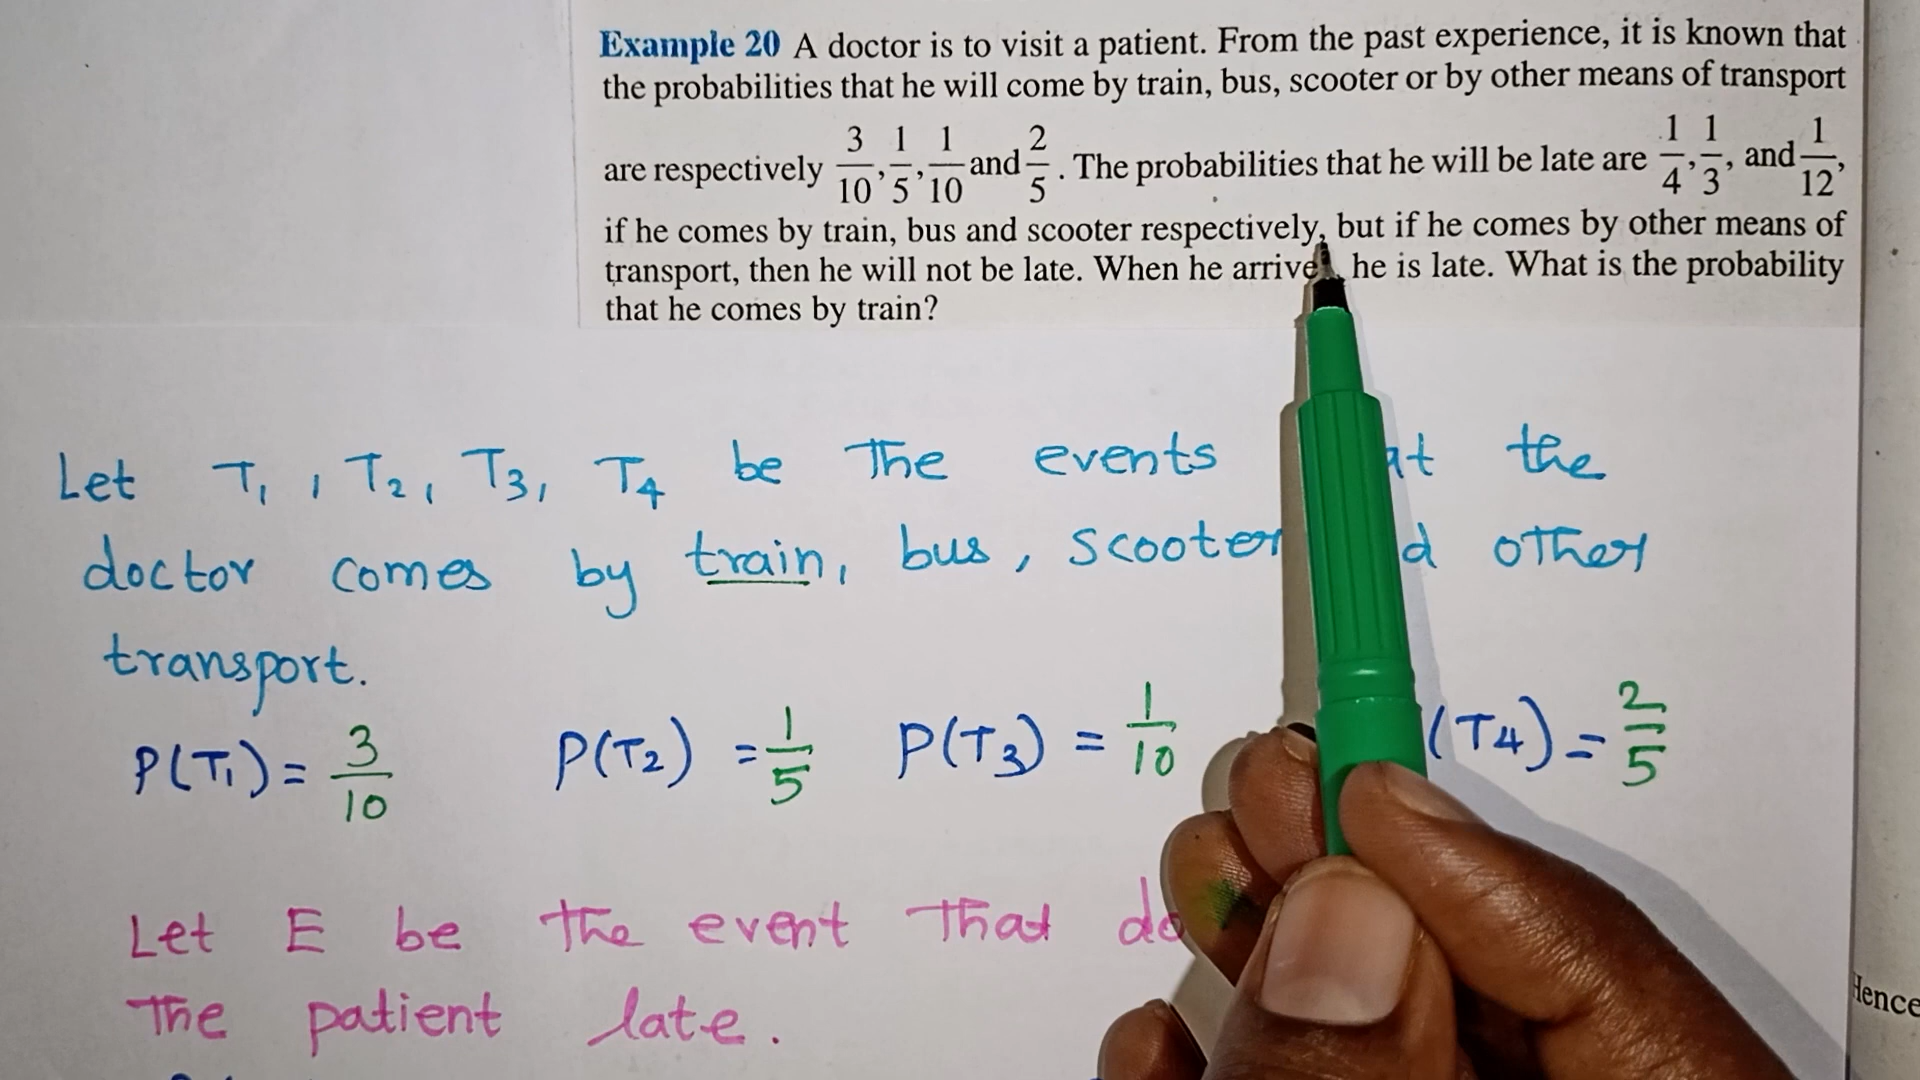 Example 20 A doctor is to visit a patient. From the past experience, it is known that
the probabilities that he will come by train, bus, scooter or by other means of transport
are respectively 3/10, 1/5, 1/10 and 2/5. The probabilities that he will be late are 1/4, 1/3, and 1/12,
if he comes by train, bus and scooter respectively, but if he comes by other means of
transport, then he will not be late. When he arrive he is late. What is the probability
that he comes by train?
Let T₁, T₂, T₃, T₄ be the events at the
doctor comes by train, bus, scooter d other
transport.
P(T₁) = 3/10 P(T₂) = 1/5 P(T₃) = 1/10 (T₄) = 2/5
Let E be the event that do
the patient late.
Hence